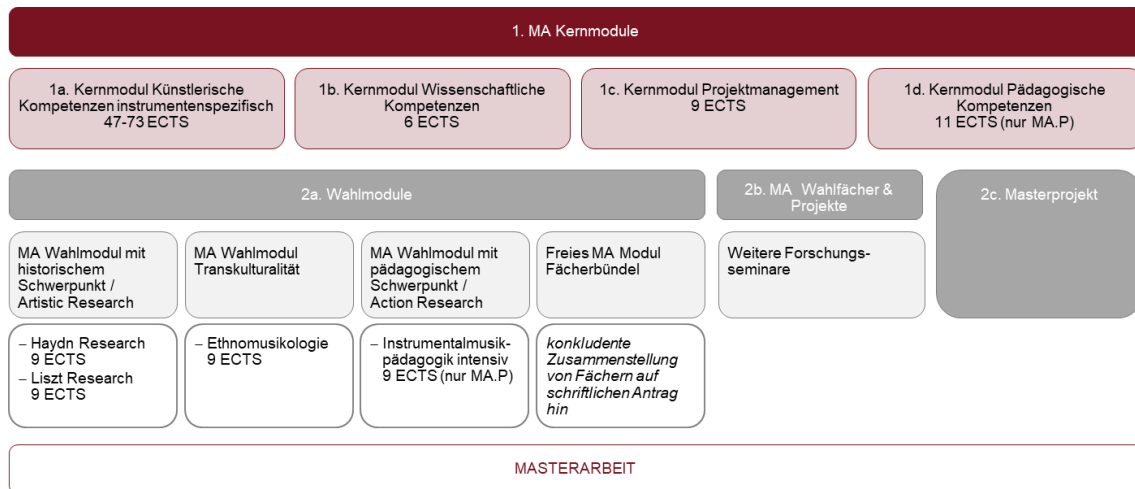 1. MA Kernmodule
1a. Kernmodul Künstlerische
Kompetenzen instrumentenspezifisch
47-73 ECTS
1b. Kernmodul Wissenschaftliche
Kompetenzen
6 ECTS
1c. Kernmodul Projektmanagement
9 ECTS
1d. Kernmodul Pädagogische
Kompetenzen
11 ECTS (nur MA.P)
2a. Wahlmodule
2b. MA Wahlfächer &
Projekte
2c. Masterprojekt
MA Wahlmodul mit
historischem
Schwerpunkt /
Artistic Research
MA Wahlmodul
Transkulturalität
MA Wahlmodul mit
pädagogischem
Schwerpunkt /
Action Research
Freies MA Modul
Fächerbündel
Weitere Forschungs-
seminare
– Haydn Research
9 ECTS
– Liszt Research
9 ECTS
– Ethnomusikologie
9 ECTS
– Instrumentalmusik-
pädagogik intensiv
9 ECTS (nur MA.P)
konkludente
Zusammenstellung
von Fächern auf
schriftlichen Antrag
hin
MASTERARBEIT